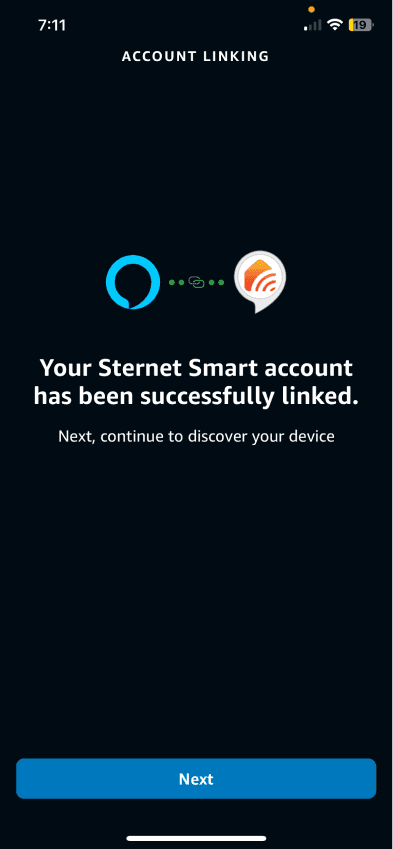 7:11
19
ACCOUNT LINKING
Your Sternet Smart account
has been successfully linked.
Next, continue to discover your device
Next